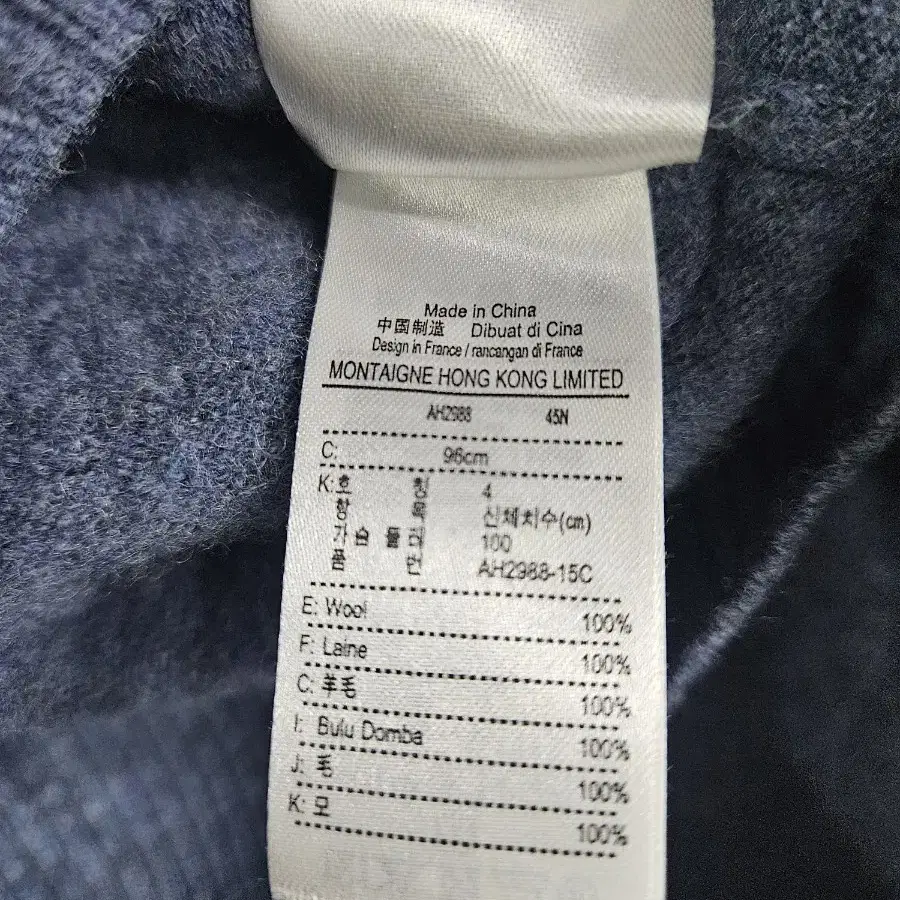 Made in China
中国制造 Dibuat di Cina
Design in France / rancangan di France
MONTAIGNE HONG KONG LIMITED
AH2988 45N
C: 96cm
K:호 칭 4
항 목 신체치수(cm)
가슴둘레 100
품 번 AH2988-15C
E: Wool 100%
F: Laine 100%
C: 羊毛 100%
I: Bulu Domba 100%
J: 毛 100%
K: 모 100%